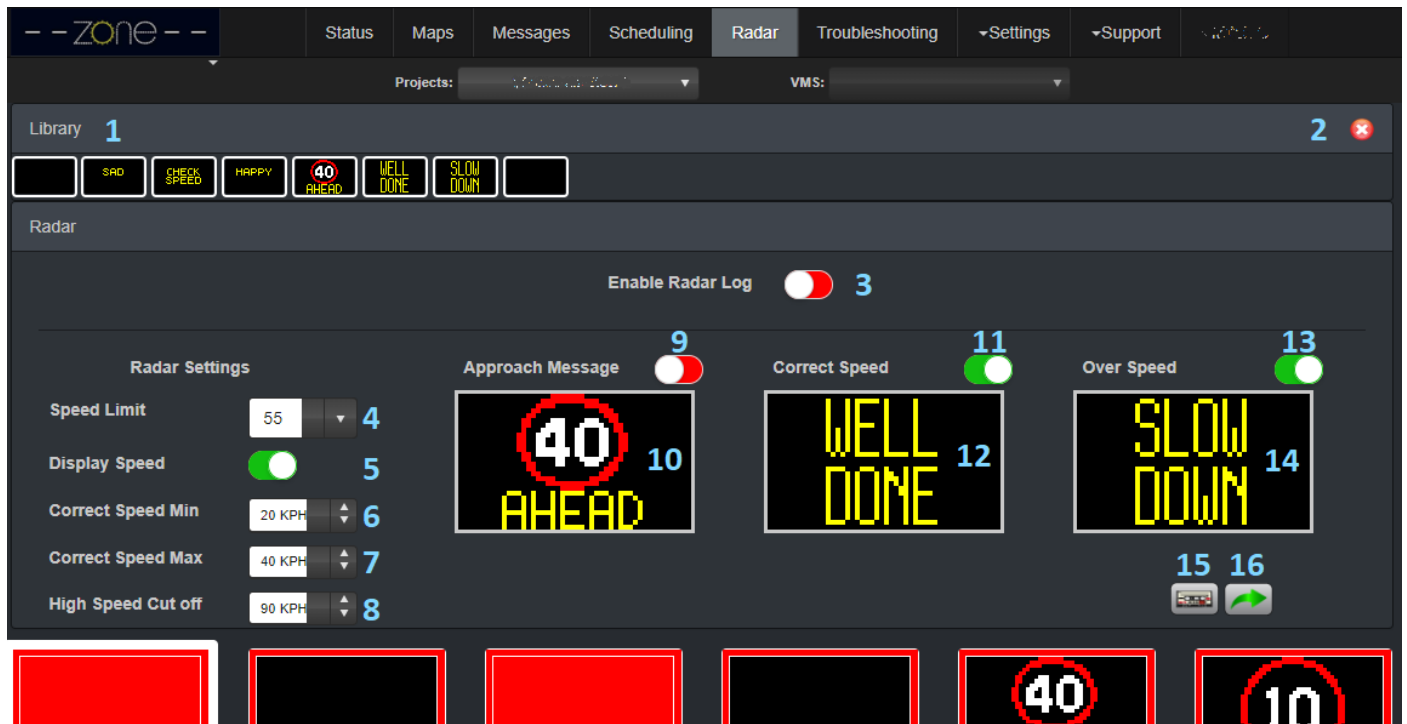 --zone--
Status Maps Messages Scheduling Radar Troubleshooting Settings Support
Projects: VMS:
Library 1 2
SAD
CHECK
SPEED
HAPPY
40
AHEAD
WELL
DONE
SLOW
DOWN
Radar
Enable Radar Log 3
Radar Settings
Speed Limit 55 4
Display Speed 5
Correct Speed Min 20 KPH 6
Correct Speed Max 40 KPH 7
High Speed Cut off 90 KPH 8
Approach Message 9
40
AHEAD
10
Correct Speed 11
WELL
DONE
12
Over Speed 13
SLOW
DOWN
14
15 16
40
10